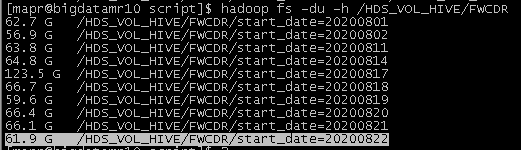 [mapr@bigdatamr10 script]$ hadoop fs -du -h /HDS_VOL_HIVE/FWCDR
62.7 G /HDS_VOL_HIVE/FWCDR/start_date=20200801
56.9 G /HDS_VOL_HIVE/FWCDR/start_date=20200802
63.8 G /HDS_VOL_HIVE/FWCDR/start_date=20200811
64.8 G /HDS_VOL_HIVE/FWCDR/start_date=20200814
123.5 G /HDS_VOL_HIVE/FWCDR/start_date=20200817
66.7 G /HDS_VOL_HIVE/FWCDR/start_date=20200818
59.6 G /HDS_VOL_HIVE/FWCDR/start_date=20200819
66.4 G /HDS_VOL_HIVE/FWCDR/start_date=20200820
66.1 G /HDS_VOL_HIVE/FWCDR/start_date=20200821
61.9 G /HDS_VOL_HIVE/FWCDR/start_date=20200822
[mapr@bigdatamr10 script]$